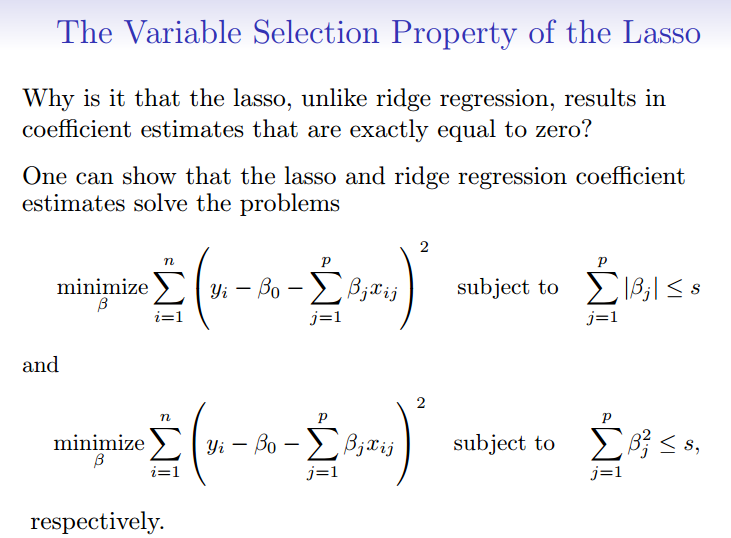 The Variable Selection Property of the Lasso
Why is it that the lasso, unlike ridge regression, results in
coefficient estimates that are exactly equal to zero?
One can show that the lasso and ridge regression coefficient
estimates solve the problems
$$\underset{\beta}{\text{minimize}} \sum_{i=1}^{n} \left( y_i - \beta_0 - \sum_{j=1}^{p} \beta_j x_{ij} \right)^2 \quad \text{subject to} \quad \sum_{j=1}^{p} |\beta_j| \leq s$$
and
$$\underset{\beta}{\text{minimize}} \sum_{i=1}^{n} \left( y_i - \beta_0 - \sum_{j=1}^{p} \beta_j x_{ij} \right)^2 \quad \text{subject to} \quad \sum_{j=1}^{p} \beta_j^2 \leq s,$$
respectively.